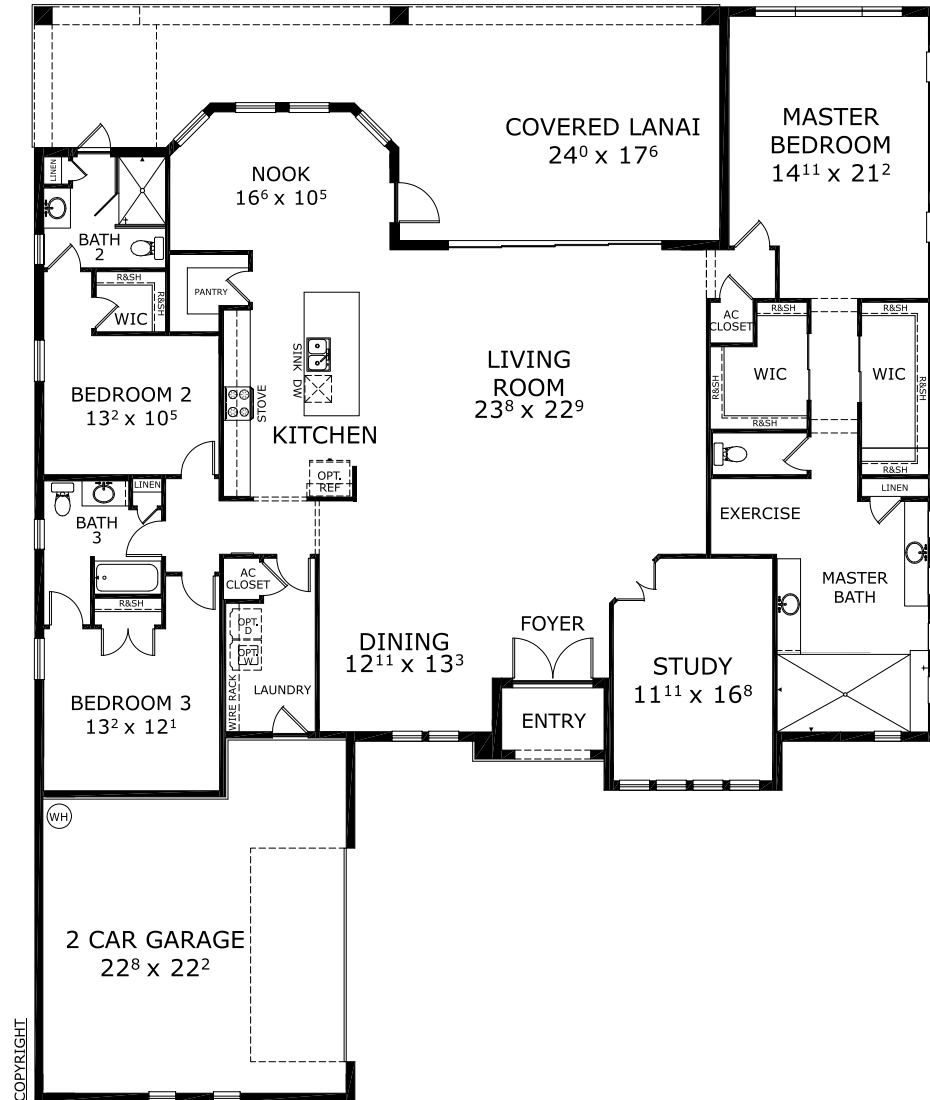 COVERED LANAI
24⁰ x 17⁶
MASTER
BEDROOM
14¹¹ x 21²
NOOK
16⁶ x 10⁵
LINEN
BATH
2
R&SH
R&SH
WIC
PANTRY
AC
CLOSET
R&SH
R&SH
WIC
R&SH
WIC
R&SH
R&SH
LINEN
SINK DW
STOVE
KITCHEN
OPT.
REF
LIVING
ROOM
23⁸ x 22⁹
BEDROOM 2
13² x 10⁵
LINEN
BATH
3
R&SH
EXERCISE
MASTER
BATH
AC
CLOSET
OPT.
D
OPT.
W
WIRE RACK
LAUNDRY
DINING
12¹¹ x 13³
FOYER
ENTRY
STUDY
11¹¹ x 16⁸
BEDROOM 3
13² x 12¹
WH
2 CAR GARAGE
22⁸ x 22²
COPYRIGHT